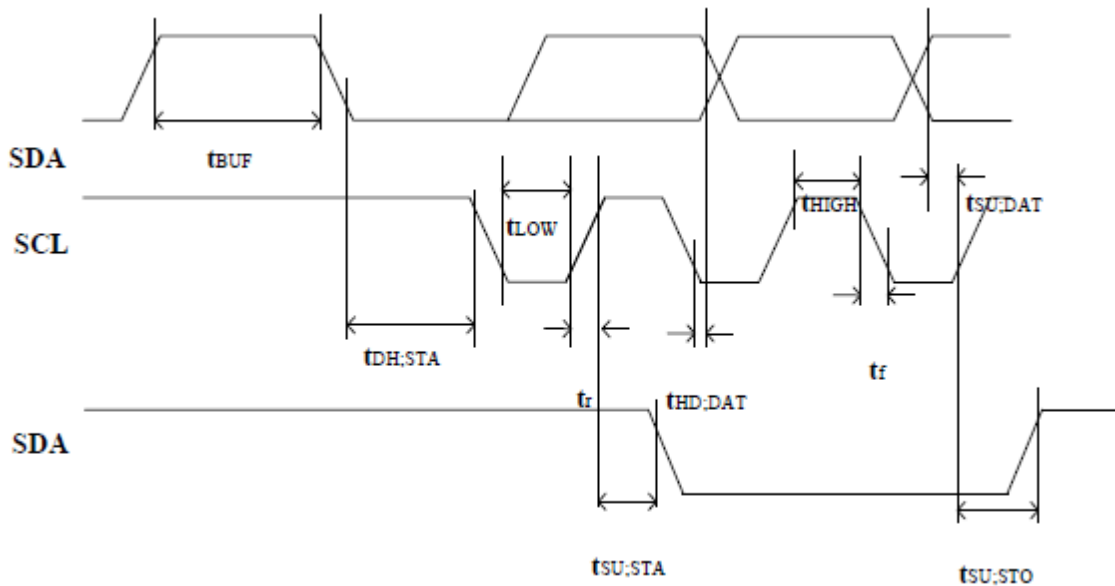 SDA
tBUF
SCL
tLOW
tHIGH
tSU;DAT
tDH;STA
tr
tHD;DAT
tf
SDA
tSU;STA
tSU;STO